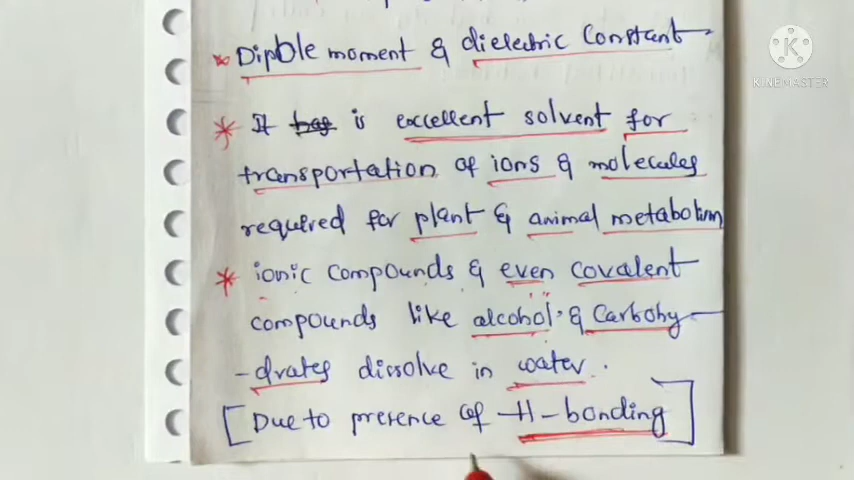 * Dipole moment & dielectric Constant
* It has is excellent solvent for
transportation of ions & molecules
required for plant & animal metabolism
* ionic compounds & even covalent
compounds like alcohol & Carbohy-
-drates dissolve in water.
[Due to presence of H-bonding]
K
KINEMASTER